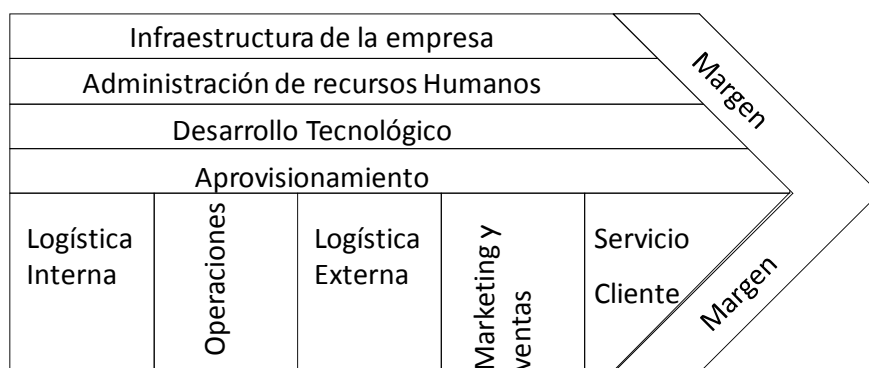 Infraestructura de la empresa
Administración de recursos Humanos
Desarrollo Tecnológico
Aprovisionamiento
Margen
Logística
Interna
Operaciones
Logística
Externa
Marketing y
ventas
Servicio
Cliente
Margen